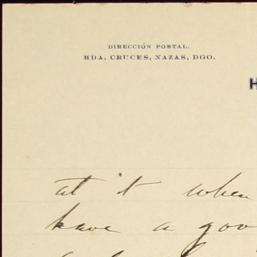 DIRECCIÓN POSTAL.
HDA, CRUCES, NAZAS, DGO.
H
at it when
have a goo